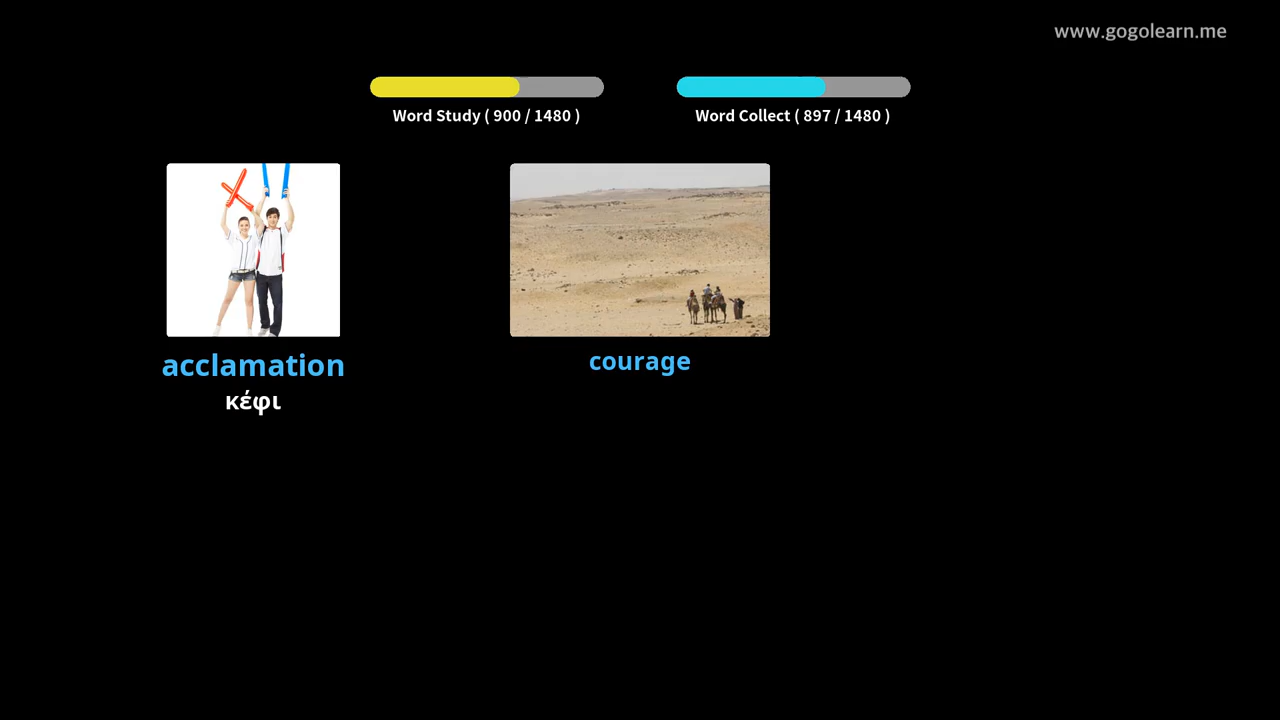 www.gogolearn.me
Word Study ( 900 / 1480 )
Word Collect ( 897 / 1480 )
acclamation
κέφι
courage